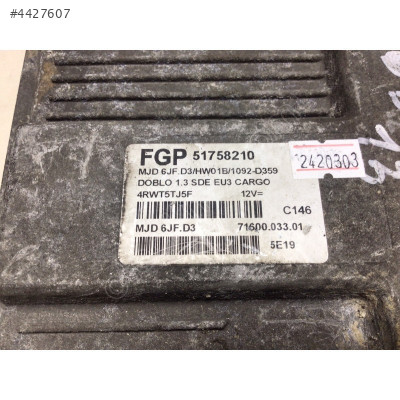 #4427607
FGP 51758210
MJD 6JF.D3/HW01B/1092-D359
DOBLO 1.3 SDE EU3 CARGO
4RWT5TJ5F 12V=
C146
MJD 6JF.D3 71600.033.01
5E19
2420303